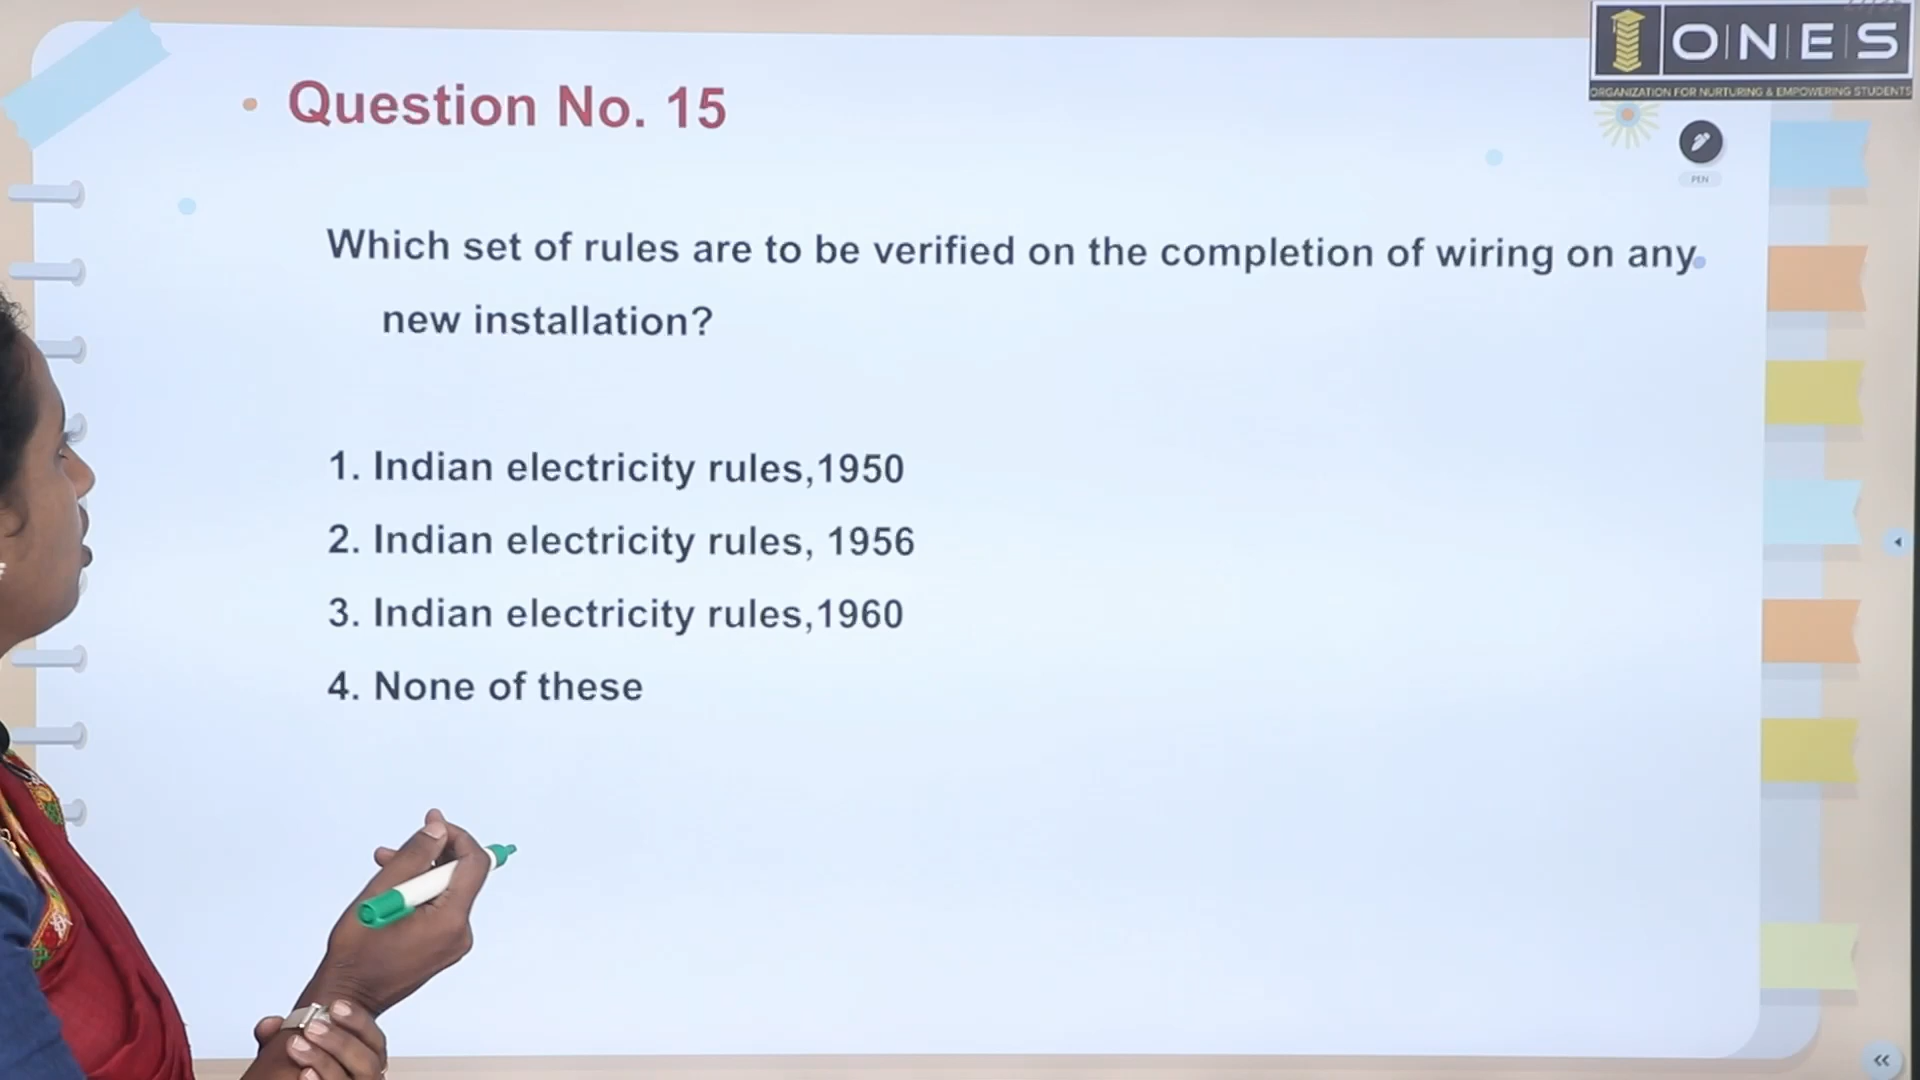 ONES
ORGANIZATION FOR NURTURING & EMPOWERING STUDENTS
• Question No. 15
PEN
Which set of rules are to be verified on the completion of wiring on any
new installation?
1. Indian electricity rules,1950
2. Indian electricity rules, 1956
3. Indian electricity rules,1960
4. None of these